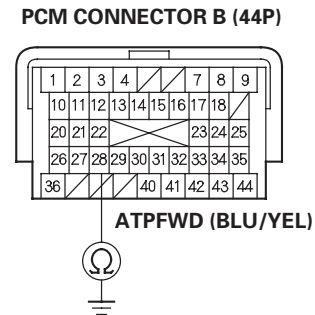 PCM CONNECTOR B (44P)
1 2 3 4 7 8 9
10 11 12 13 14 15 16 17 18
20 21 22 23 24 25
26 27 28 29 30 31 32 33 34 35
36 40 41 42 43 44
ATPFWD (BLU/YEL)
Ω